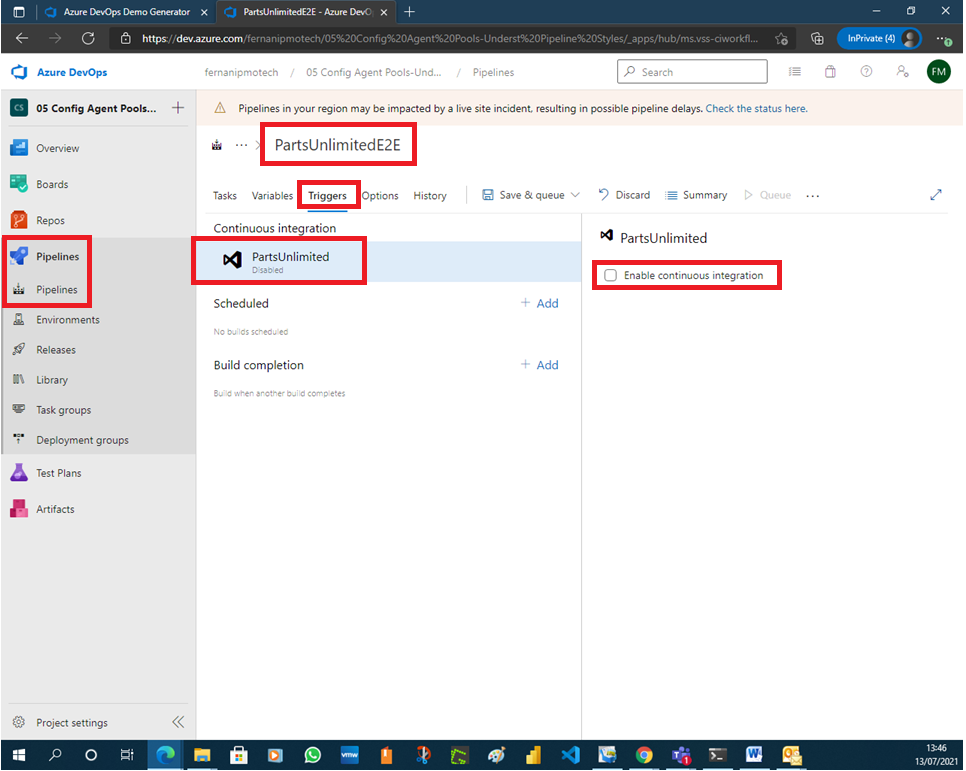 Azure DevOps Demo Generator
PartsUnlimitedE2E - Azure DevO
https://dev.azure.com/fernanipmotech/05%20Config%20Agent%20Pools-Underst%20Pipeline%20Styles/_apps/hub/ms.vss-ciworkfl...
InPrivate (4)
Azure DevOps
fernanipmotech / 05 Config Agent Pools-Und... / Pipelines
Search
FM
CS
05 Config Agent Pools...
Pipelines in your region may be impacted by a live site incident, resulting in possible pipeline delays. Check the status here.
... > PartsUnlimitedE2E
Overview
Boards
Repos
Pipelines
Pipelines
Environments
Releases
Library
Task groups
Deployment groups
Test Plans
Artifacts
Project settings
Tasks Variables Triggers Options History Save & queue Discard Summary Queue ...
Continuous integration
PartsUnlimited
Disabled
Scheduled
+ Add
No builds scheduled
Build completion
+ Add
Build when another build completes
PartsUnlimited
Enable continuous integration
vmw
1
13:46
13/07/2021